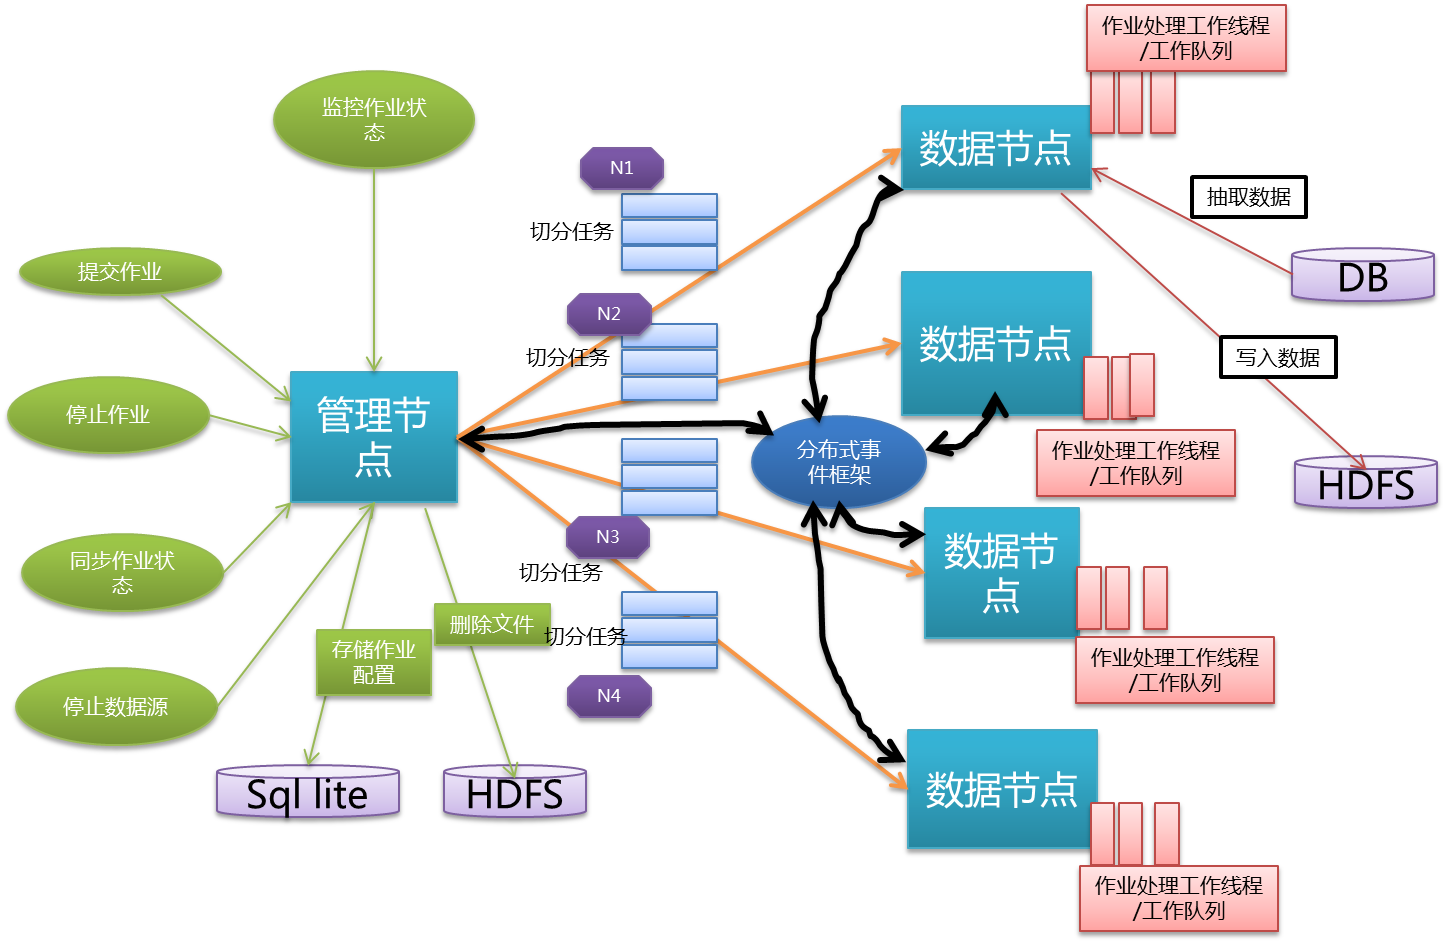 作业处理工作线程
/工作队列
监控作业状
态
N1
数据节点
切分任务
抽取数据
提交作业
DB
N2
切分任务
数据节点
写入数据
停止作业
管理节
点
分布式事
件框架
作业处理工作线程
/工作队列
HDFS
N3
切分任务
数据节
点
同步作业状
态
删除文件
切分任务
存储作业
配置
作业处理工作线程
/工作队列
停止数据源
N4
Sql lite
HDFS
数据节点
作业处理工作线程
/工作队列